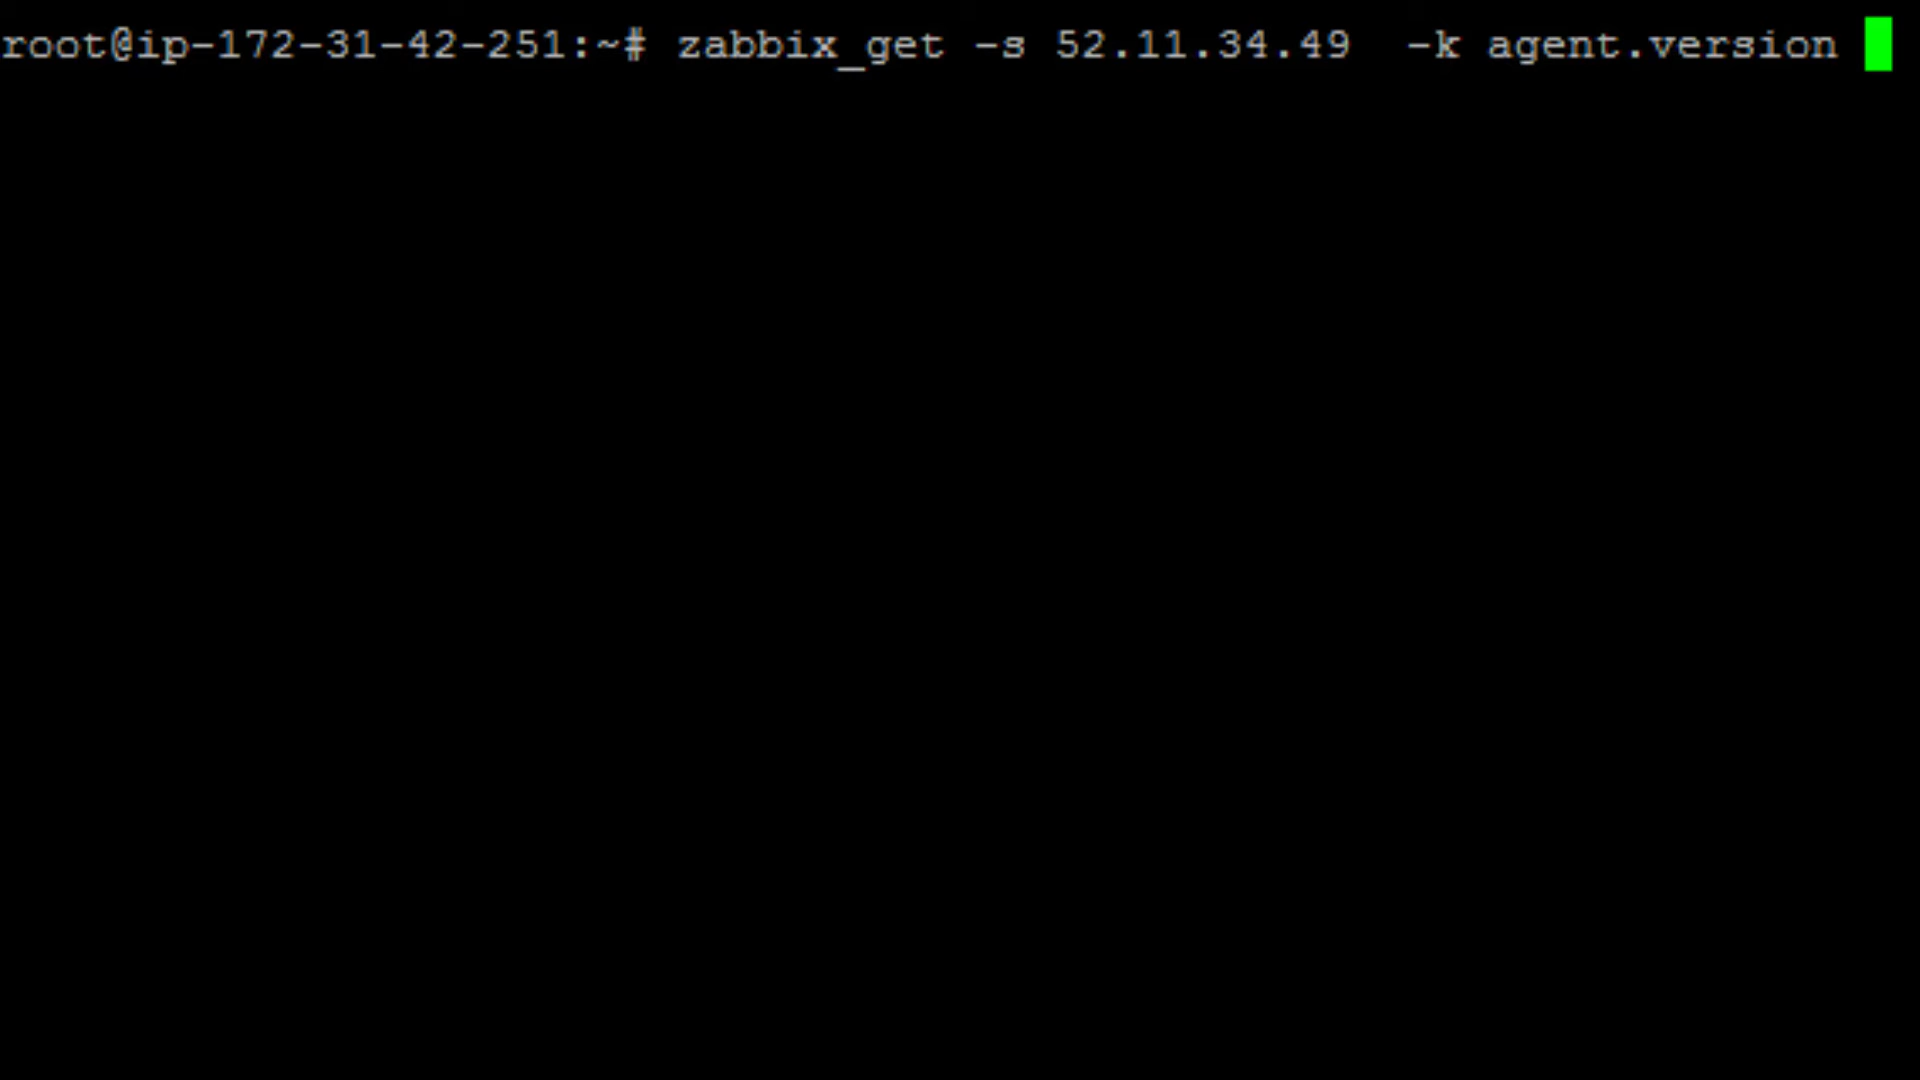 root@ip-172-31-42-251:~# zabbix_get -s 52.11.34.49  -k agent.version